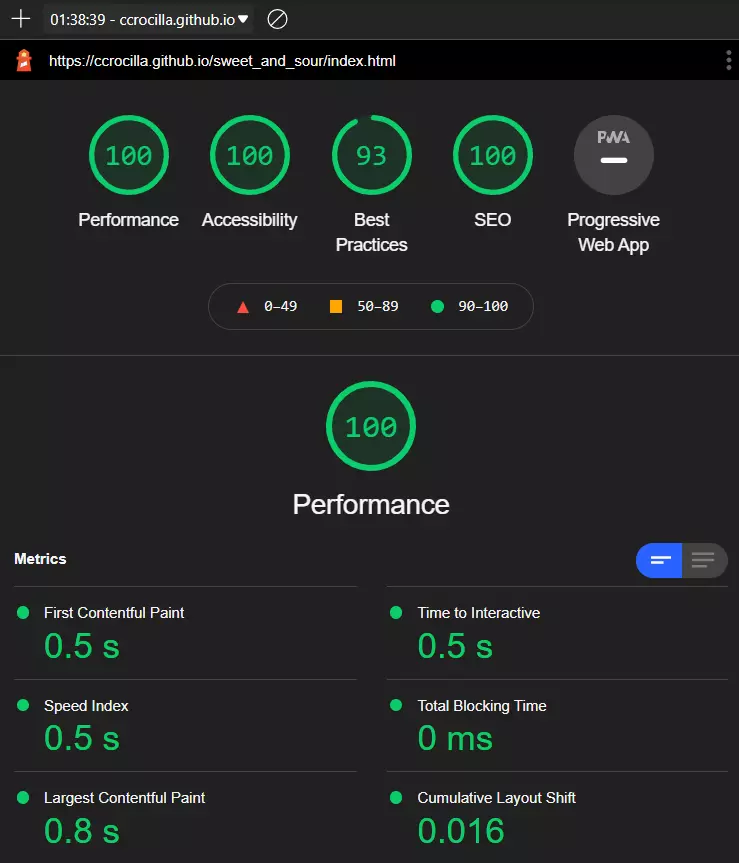 01:38:39 - ccrocilla.github.io
https://ccrocilla.github.io/sweet_and_sour/index.html
100
100
93
100
PWA
Performance
Accessibility
Best
Practices
SEO
Progressive
Web App
0–49
50–89
90–100
100
Performance
Metrics
First Contentful Paint
0.5 s
Time to Interactive
0.5 s
Speed Index
0.5 s
Total Blocking Time
0 ms
Largest Contentful Paint
0.8 s
Cumulative Layout Shift
0.016